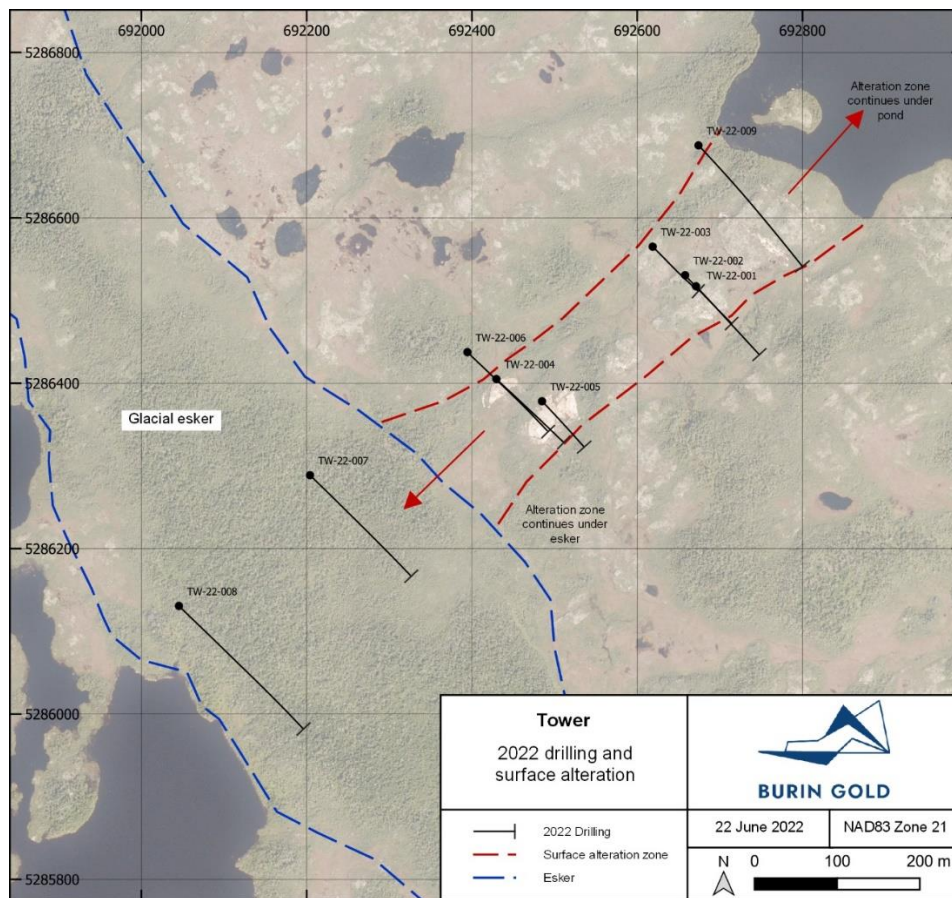 692000
692200
692400
692600
692800
5286800
5286600
5286400
5286200
5286000
5285800
Alteration zone
continues under
pond
TW-22-009
TW-22-003
TW-22-002
TW-22-001
TW-22-006
TW-22-004
TW-22-005
Glacial esker
TW-22-007
Alteration zone
continues under
esker
TW-22-008
Tower
2022 drilling and
surface alteration
BURIN GOLD
2022 Drilling
Surface alteration zone
Esker
22 June 2022
NAD83 Zone 21
N
0 100 200 m